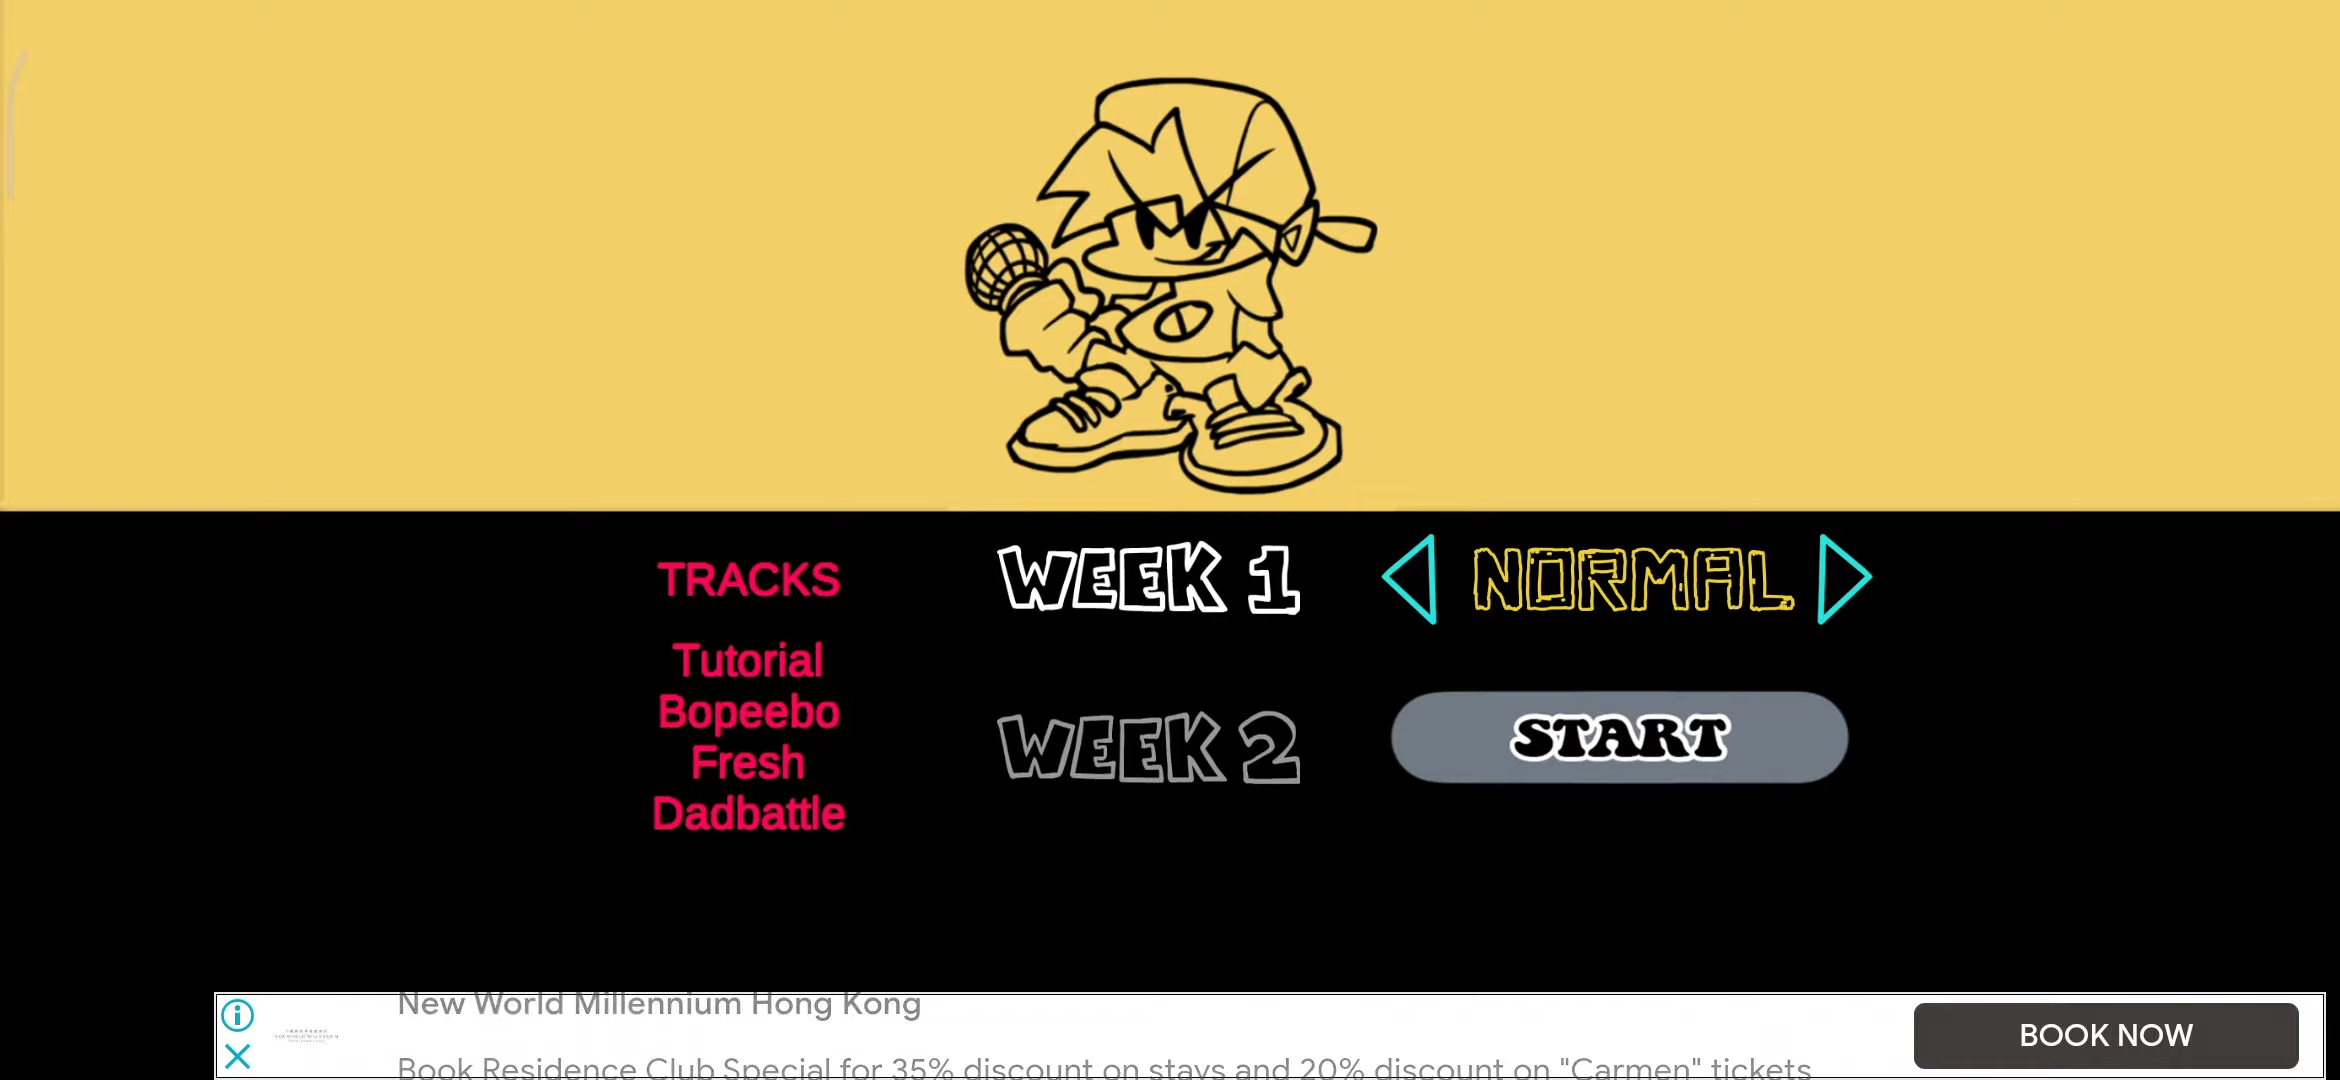 TRACKS
Tutorial
Bopeebo
Fresh
Dadbattle
WEEK 1
WEEK 2
NORMAL
START
New World Millennium Hong Kong
Book Residence Club Special for 35% discount on stays and 20% discount on "Carmen" tickets
BOOK NOW